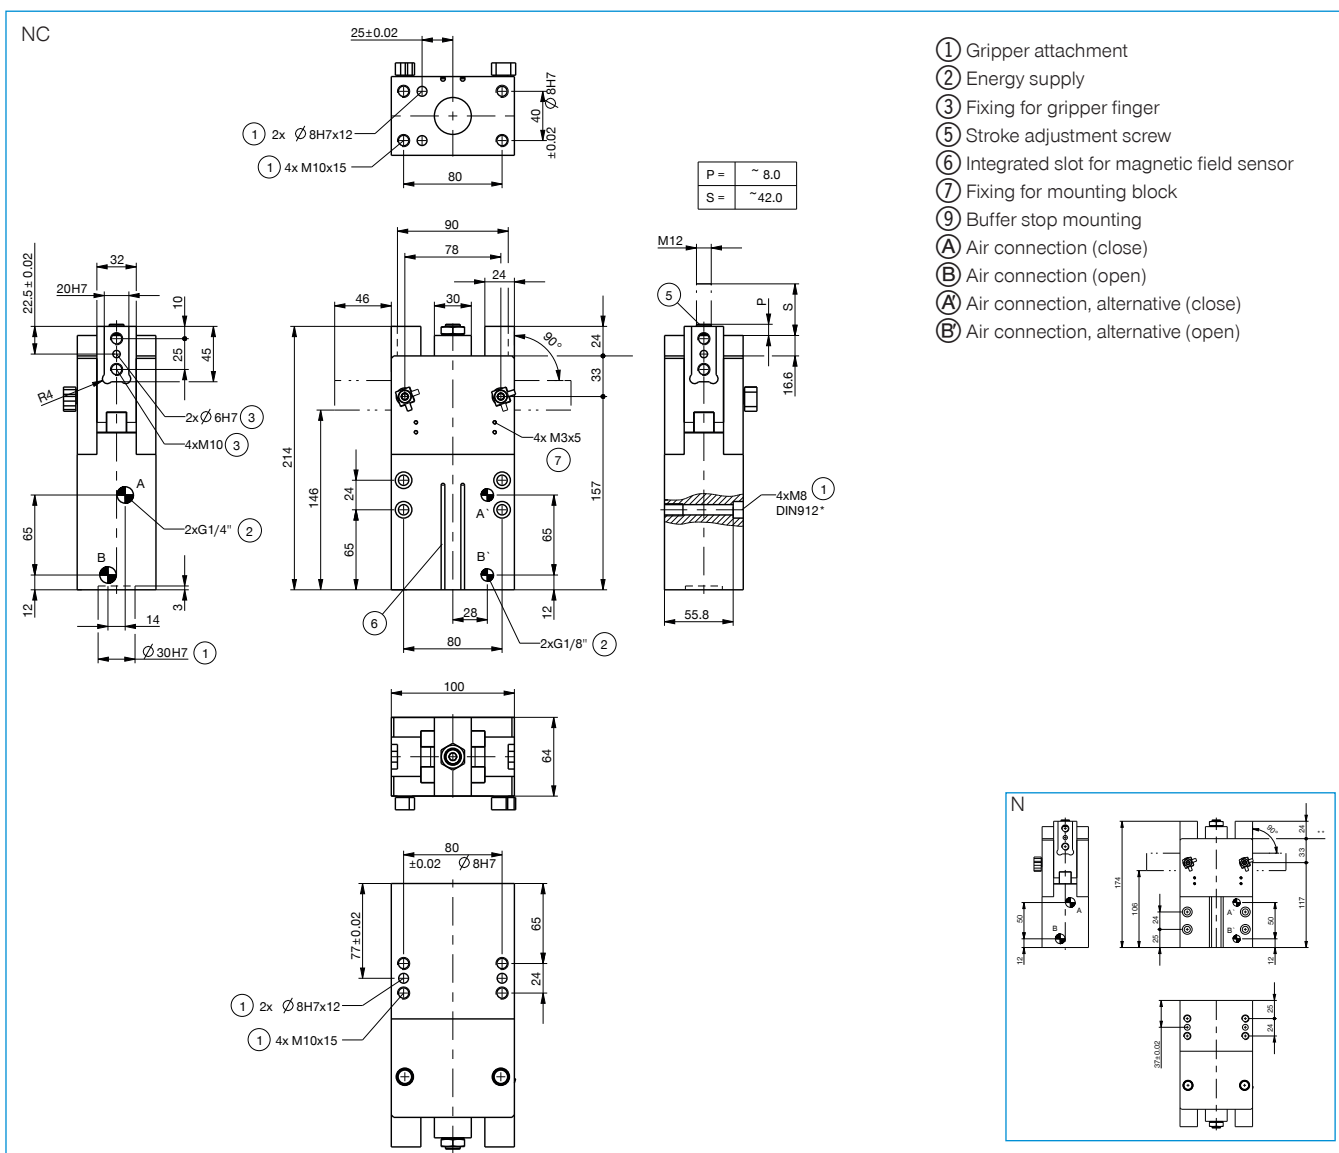 NC
25±0.02
① 2x Ø 8H7x12
① 4x M10x15
80
40
±0.02
Ø 8H7
① Gripper attachment
② Energy supply
③ Fixing for gripper finger
⑤ Stroke adjustment screw
⑥ Integrated slot for magnetic field sensor
⑦ Fixing for mounting block
⑨ Buffer stop mounting
Ⓐ Air connection (close)
Ⓑ Air connection (open)
A' Air connection, alternative (close)
B' Air connection, alternative (open)
P = ~ 8.0
S = ~42.0
32
20H7
22.5 ± 0.02
10
25
45
R4
2x Ø 6H7 ③
4xM10 ③
A
2xG1/4" ②
B
65
12
3
14
Ø 30H7 ①
90
78
24
46
30
90°
24
33
157
214
146
24
65
4x M3x5
⑦
A`
B`
65
12
28
80
⑥
2xG1/8" ②
M12
⑤
P
S
16.6
4xM8 ①
DIN912*
55.8
100
64
80
±0.02 Ø 8H7
77±0.02
65
24
① 2x Ø 8H7x12
① 4x M10x15
N
50
12
A
B
174
106
24
25
90°
24
33
117
A`
B`
50
12
37±0.02
25
24